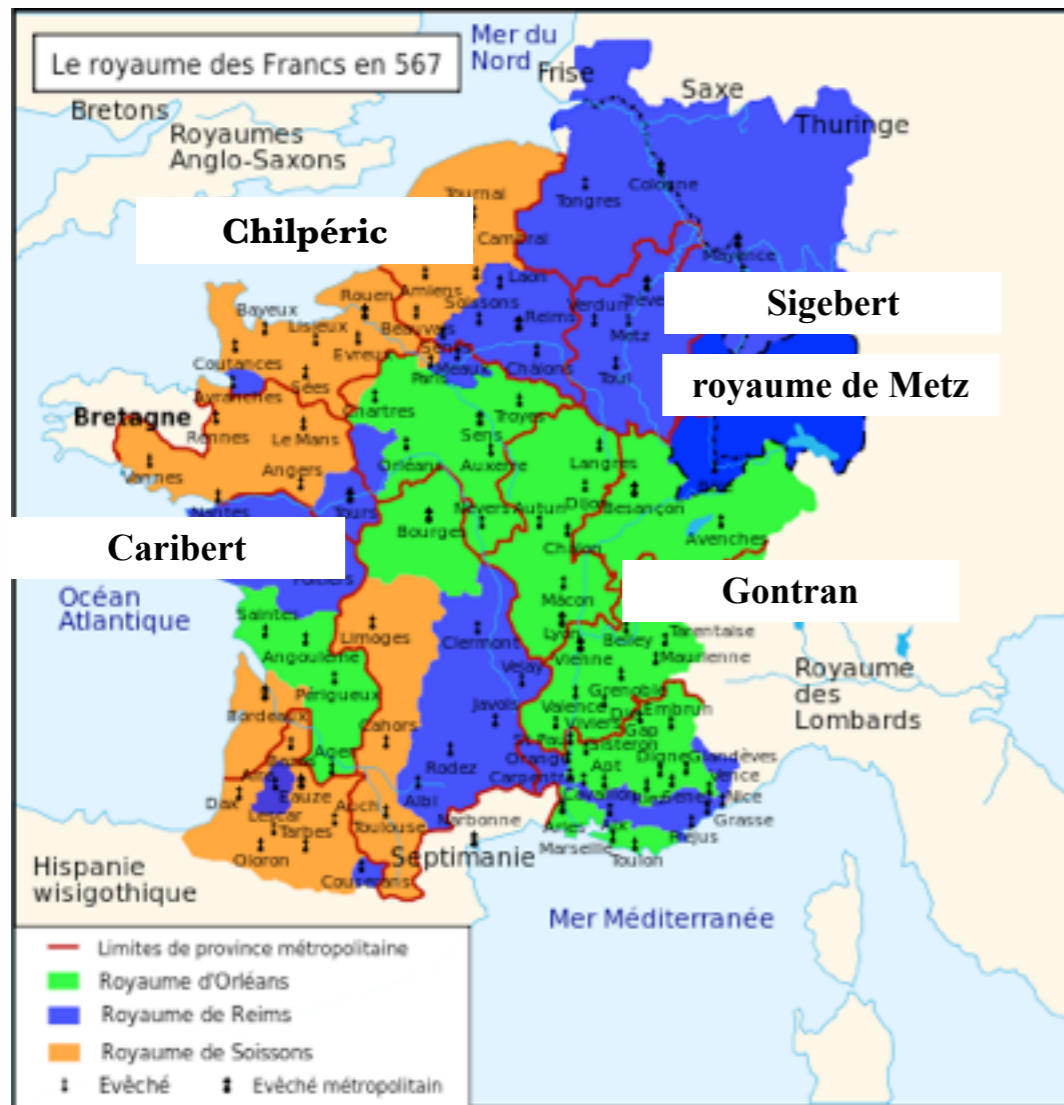 Le royaume des Francs en 567
Mer du
Nord
Frise
Saxe
Thuringe
Bretons
Royaumes
Anglo-Saxons
Tournai
Cologne
Tongres
Chilpéric
Cambrai
Mayence
Laon
Amiens
Rouen
Soissons
Verdun
Trèves
Sigebert
Bayeux
Lisieux
Beauvais
Reims
Metz
Evreux
Senlis
Meaux
Châlons
Coutances
Paris
Toul
royaume de Metz
Sées
Avranches
Chartres
Troyes
Bretagne
Rennes
Le Mans
Sens
Orléans
Auxerre
Langres
Vannes
Angers
Nantes
Tours
Nevers
Autun
Dijon
Besançon
Bourges
Avenches
Caribert
Chalon
Poitiers
Gontran
Océan
Atlantique
Mâcon
Saintes
Limoges
Clermont
Lyon
Belley
Tarentaise
Angoulême
Vienne
Maurienne
Royaume
des
Lombards
Velay
Périgueux
Grenoble
Valence
Die
Embrun
Javols
Viviers
Gap
Bordeaux
Cahors
St Paul
Sisteron
Agen
Orange
Digne
Glandèves
Rodez
Carpentras
Apt
Vence
Aire
Eauze
Albi
Cavaillon
Nice
Dax
Auch
Lescar
Toulouse
Narbonne
Arles
Aix
Grasse
Tarbes
Marseille
Fréjus
Oloron
Septimanie
Toulon
Hispanie
wisigothique
Couserans
Mer Méditerranée
Limites de province métropolitaine
Royaume d'Orléans
Royaume de Reims
Royaume de Soissons
Evêché
Evêché métropolitain